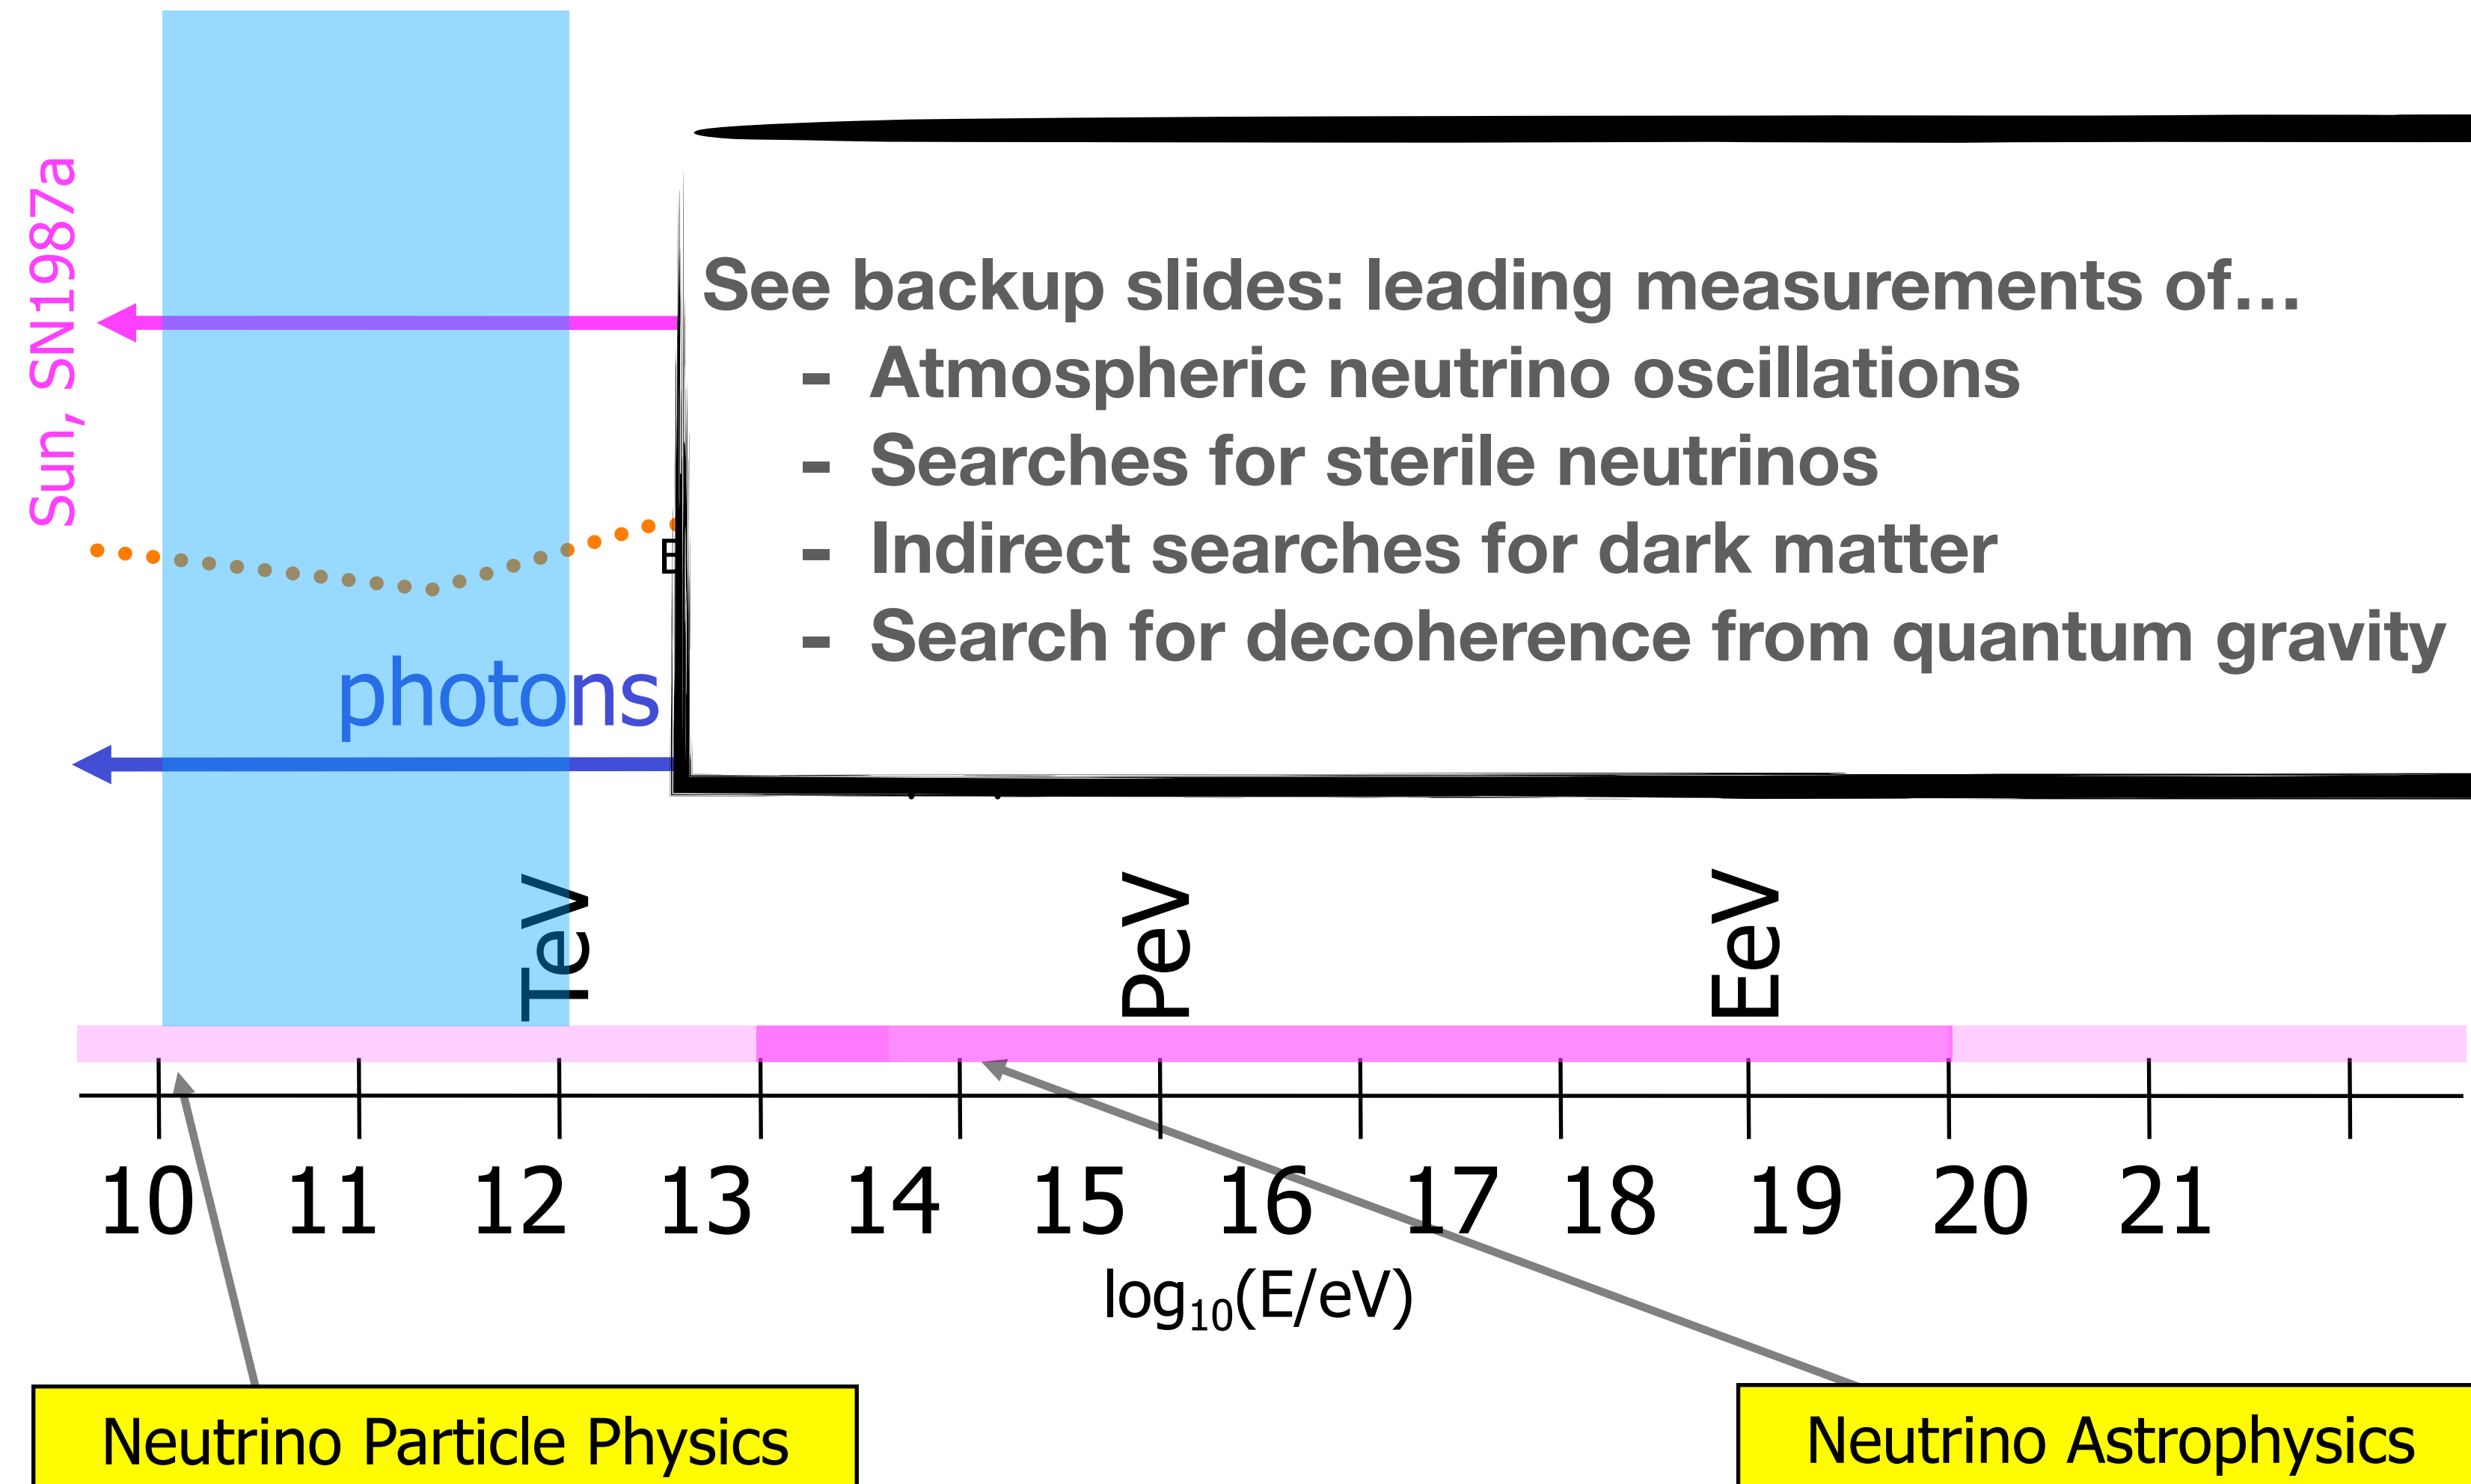 Sun, SN1987a
See backup slides: leading measurements of...
- Atmospheric neutrino oscillations
- Searches for sterile neutrinos
- Indirect searches for dark matter
- Search for decoherence from quantum gravity
photons
TeV
PeV
EeV
10 11 12 13 14 15 16 17 18 19 20 21
log₁₀(E/eV)
Neutrino Particle Physics
Neutrino Astrophysics